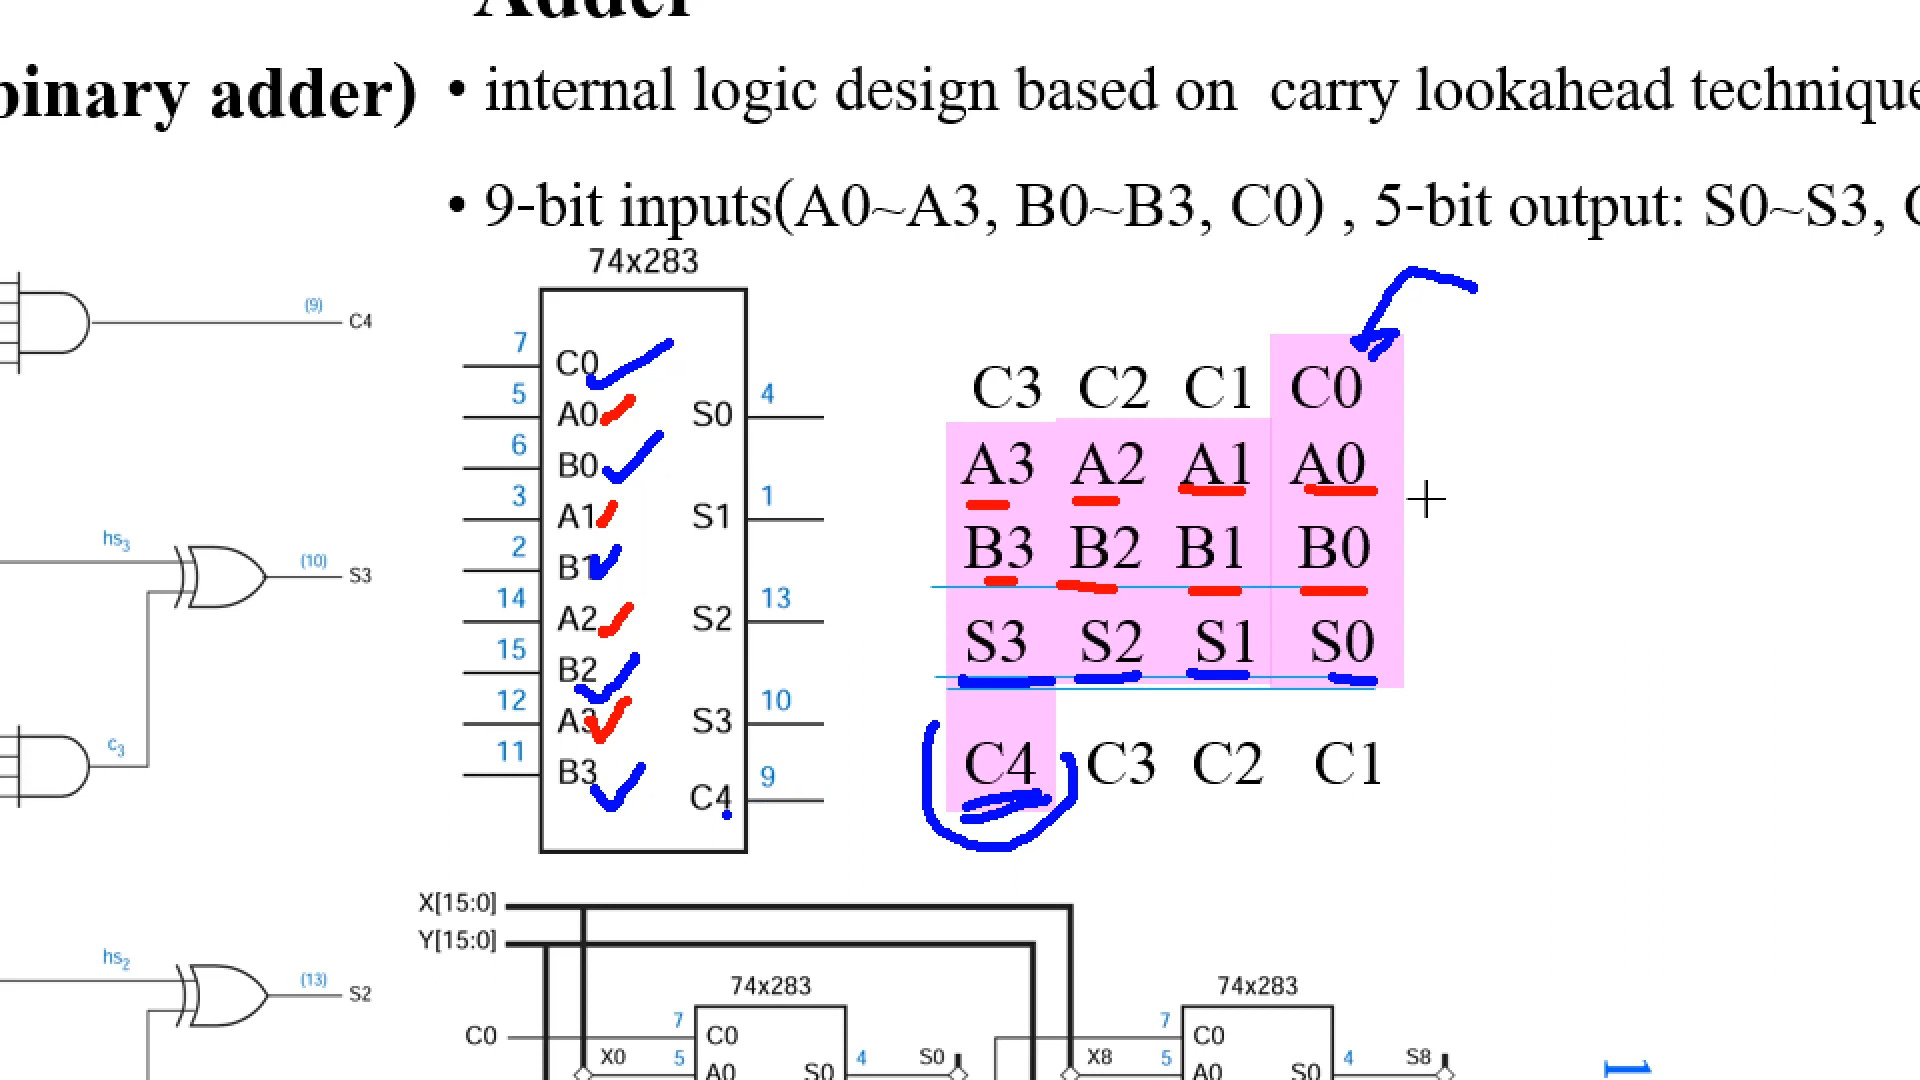 Adder
binary adder)
• internal logic design based on carry lookahead technique
• 9-bit inputs(A0~A3, B0~B3, C0) , 5-bit output: S0~S3,
74x283
7 C0
5 A0 S0 4
6 B0
3 A1 S1 1
2 B1
14 A2 S2 13
15 B2
12 A3 S3 10
11 B3
C4 9
C3 C2 C1 C0
A3 A2 A1 A0
+
B3 B2 B1 B0
S3 S2 S1 S0
C4 C3 C2 C1
(9) C4
hs3 (10) S3
c3
hs2 (13) S2
X[15:0]
Y[15:0]
74x283 74x283
C0 7 C0 7 C0
X0 5 A0 S0 4 S0 X8 5 A0 S0 4 S8